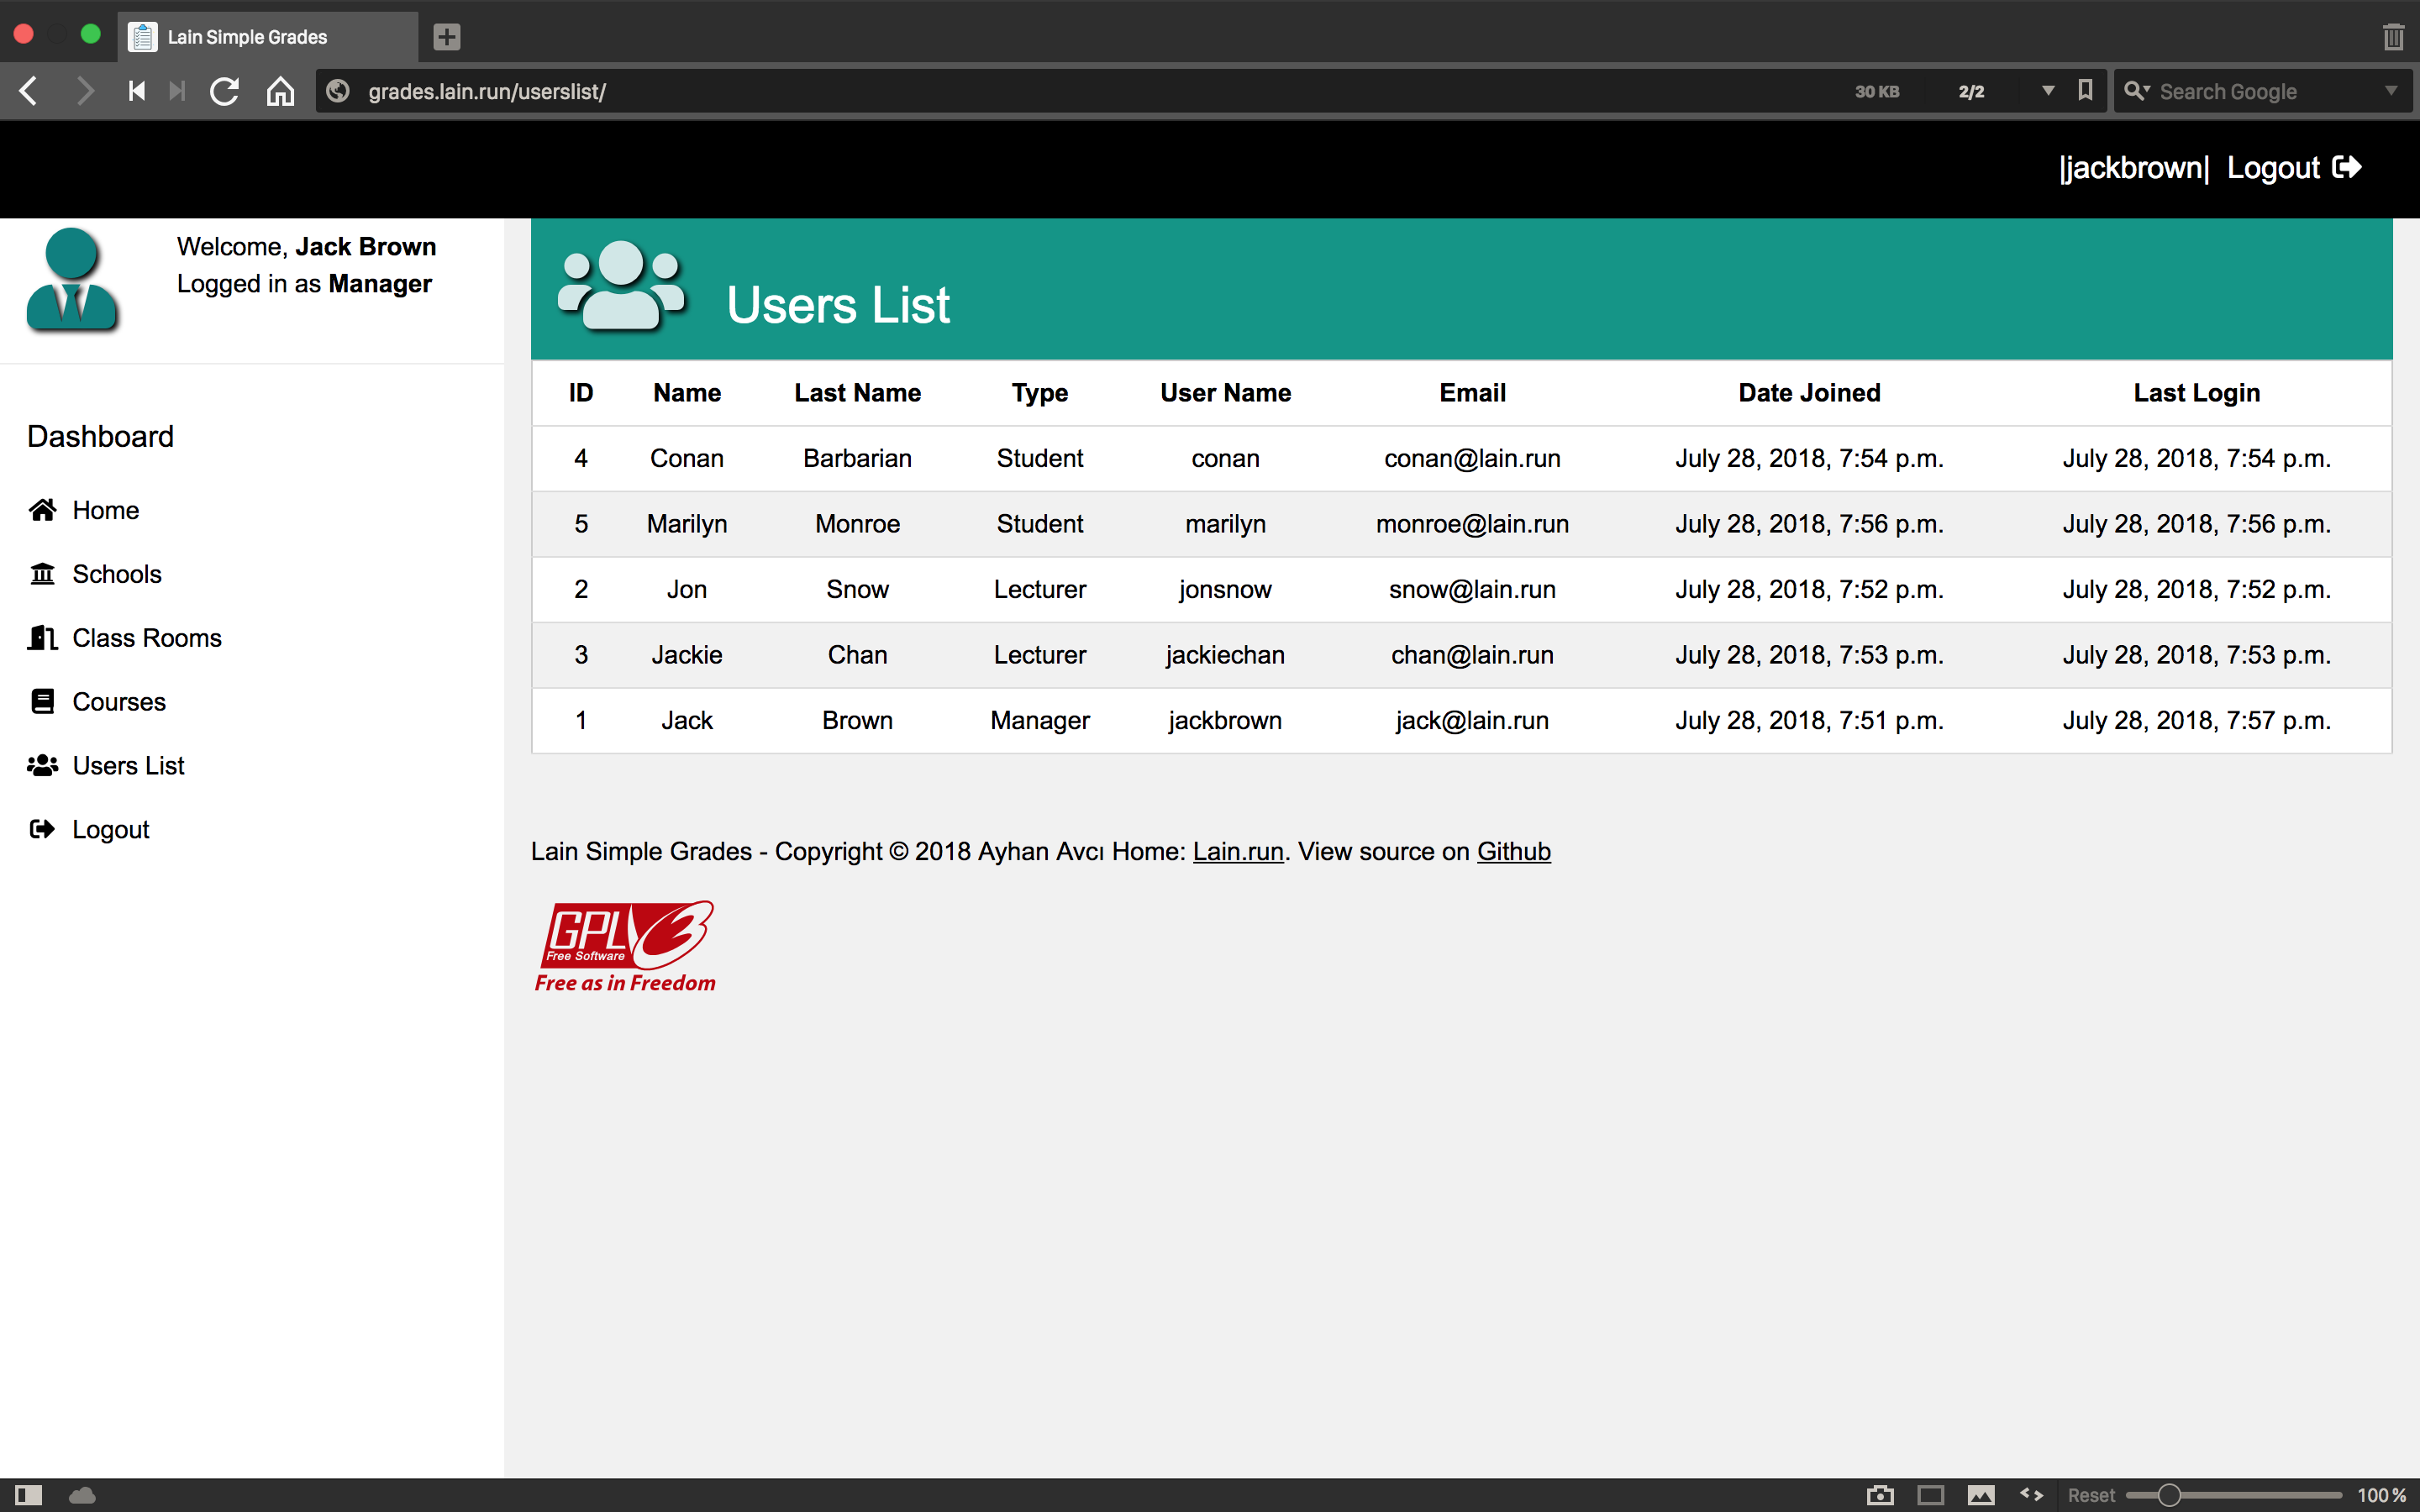 Lain Simple Grades
grades.lain.run/userslist/ 30 KB 2/2 Search Google
|jackbrown| Logout
Welcome, Jack Brown
Logged in as Manager
Dashboard
Home
Schools
Class Rooms
Courses
Users List
Logout
Users List
ID Name Last Name Type User Name Email Date Joined Last Login
4 Conan Barbarian Student conan conan@lain.run July 28, 2018, 7:54 p.m. July 28, 2018, 7:54 p.m.
5 Marilyn Monroe Student marilyn monroe@lain.run July 28, 2018, 7:56 p.m. July 28, 2018, 7:56 p.m.
2 Jon Snow Lecturer jonsnow snow@lain.run July 28, 2018, 7:52 p.m. July 28, 2018, 7:52 p.m.
3 Jackie Chan Lecturer jackiechan chan@lain.run July 28, 2018, 7:53 p.m. July 28, 2018, 7:53 p.m.
1 Jack Brown Manager jackbrown jack@lain.run July 28, 2018, 7:51 p.m. July 28, 2018, 7:57 p.m.
Lain Simple Grades - Copyright © 2018 Ayhan Avcı Home: Lain.run. View source on Github
GPLv3
Free Software
Free as in Freedom
Reset 100 %